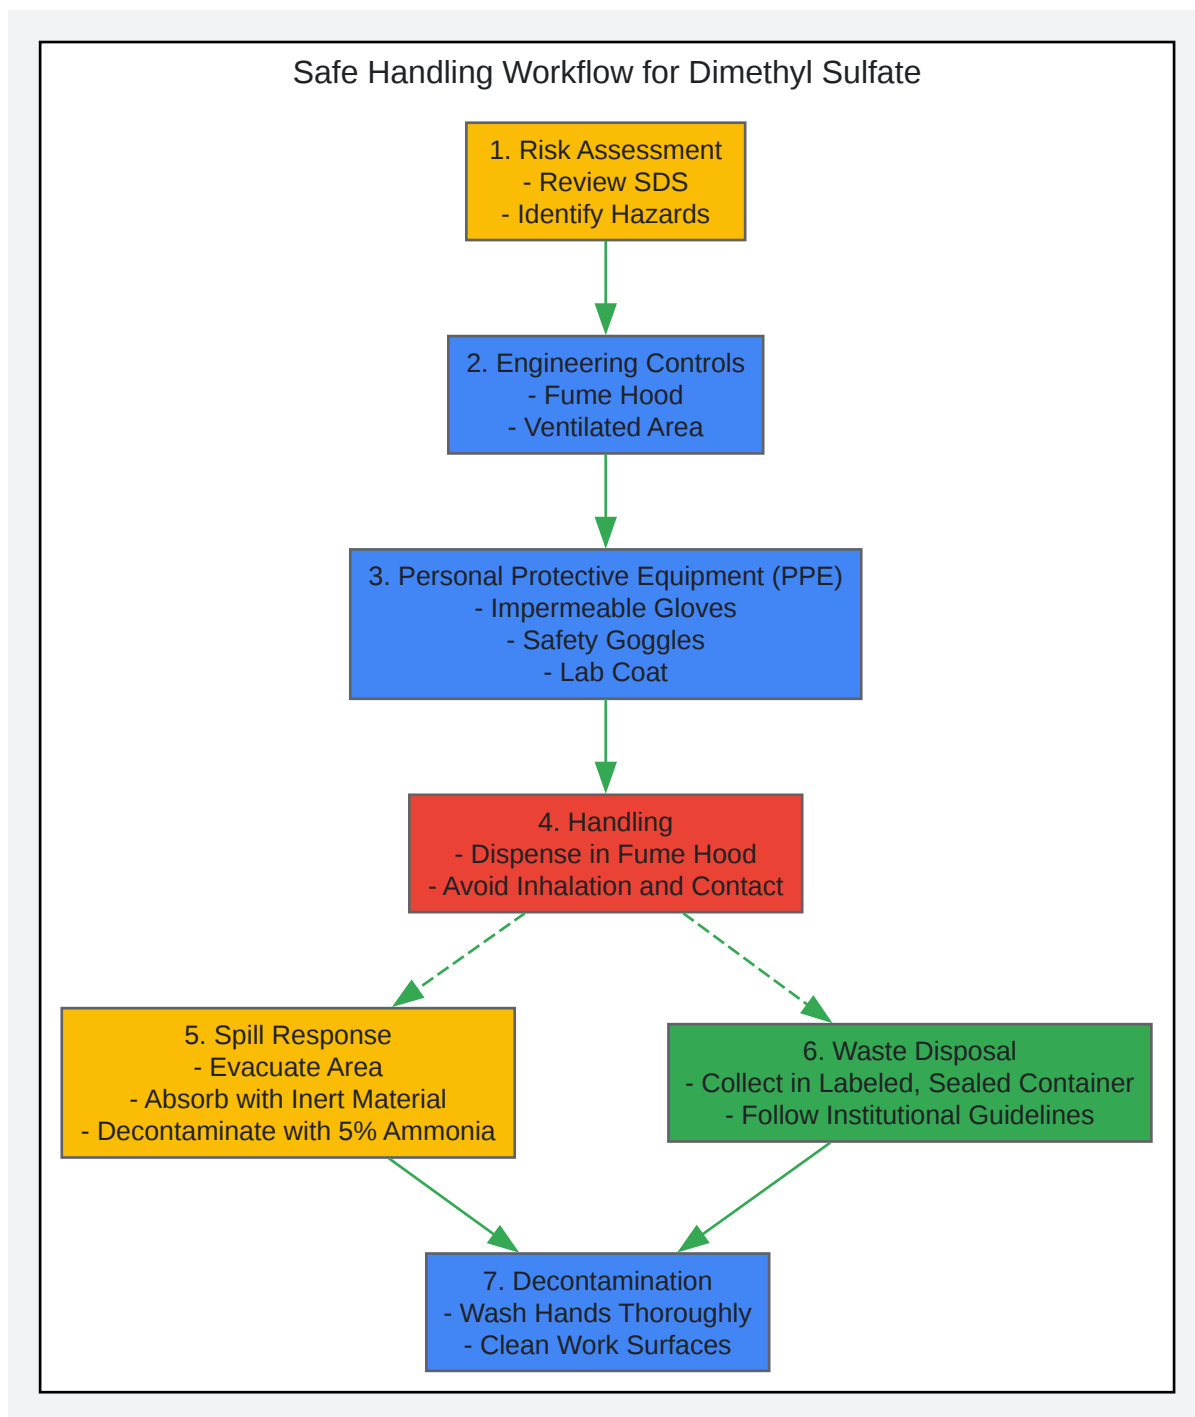 Safe Handling Workflow for Dimethyl Sulfate
1. Risk Assessment
- Review SDS
- Identify Hazards
2. Engineering Controls
- Fume Hood
- Ventilated Area
3. Personal Protective Equipment (PPE)
- Impermeable Gloves
- Safety Goggles
- Lab Coat
4. Handling
- Dispense in Fume Hood
- Avoid Inhalation and Contact
5. Spill Response
- Evacuate Area
- Absorb with Inert Material
- Decontaminate with 5% Ammonia
6. Waste Disposal
- Collect in Labeled, Sealed Container
- Follow Institutional Guidelines
7. Decontamination
- Wash Hands Thoroughly
- Clean Work Surfaces